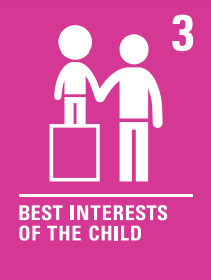 3
BEST INTERESTS
OF THE CHILD